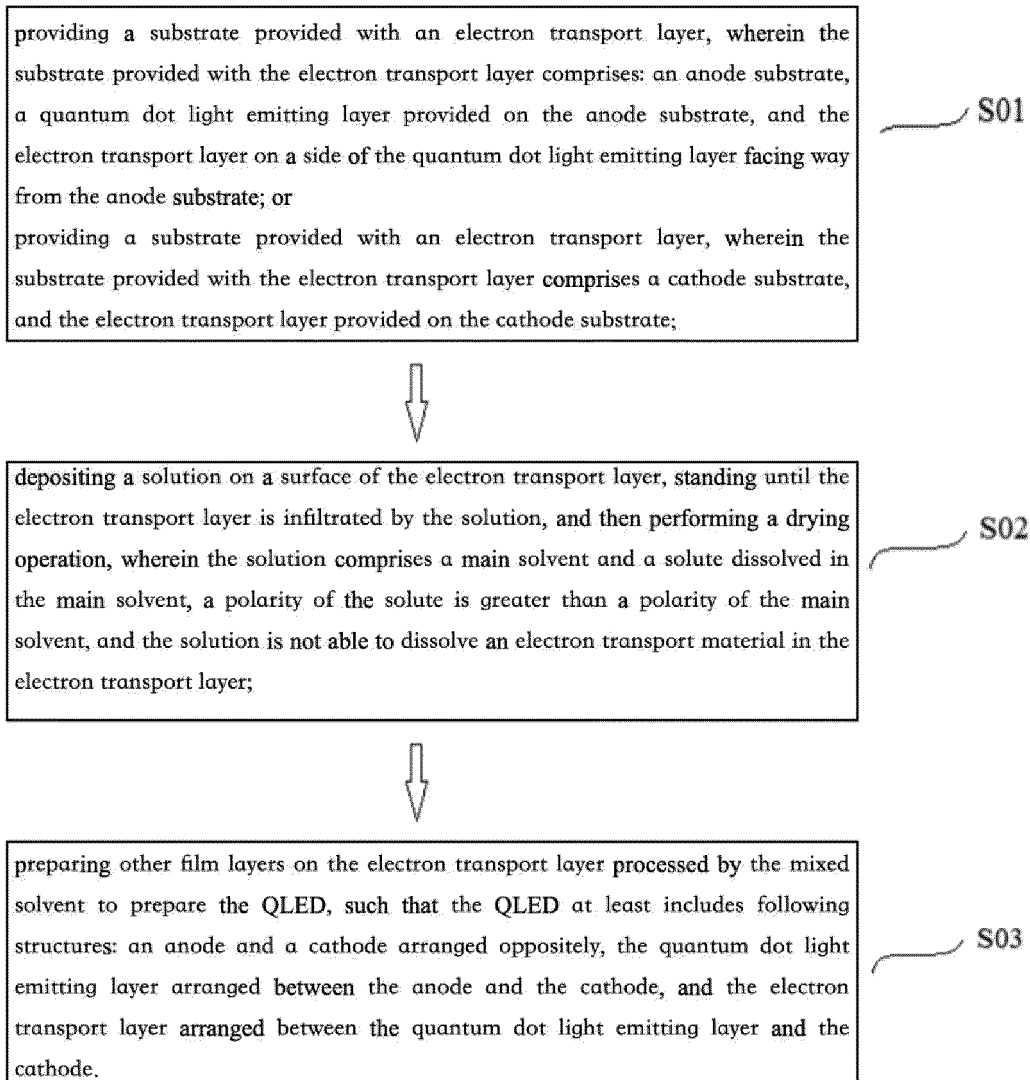 providing a substrate provided with an electron transport layer, wherein the
substrate provided with the electron transport layer comprises: an anode substrate,
a quantum dot light emitting layer provided on the anode substrate, and the
electron transport layer on a side of the quantum dot light emitting layer facing way
from the anode substrate; or
providing a substrate provided with an electron transport layer, wherein the
substrate provided with the electron transport layer comprises a cathode substrate,
and the electron transport layer provided on the cathode substrate;
S01
depositing a solution on a surface of the electron transport layer, standing until the
electron transport layer is infiltrated by the solution, and then performing a drying
operation, wherein the solution comprises a main solvent and a solute dissolved in
the main solvent, a polarity of the solute is greater than a polarity of the main
solvent, and the solution is not able to dissolve an electron transport material in the
electron transport layer;
S02
preparing other film layers on the electron transport layer processed by the mixed
solvent to prepare the QLED, such that the QLED at least includes following
structures: an anode and a cathode arranged oppositely, the quantum dot light
emitting layer arranged between the anode and the cathode, and the electron
transport layer arranged between the quantum dot light emitting layer and the
cathode.
S03